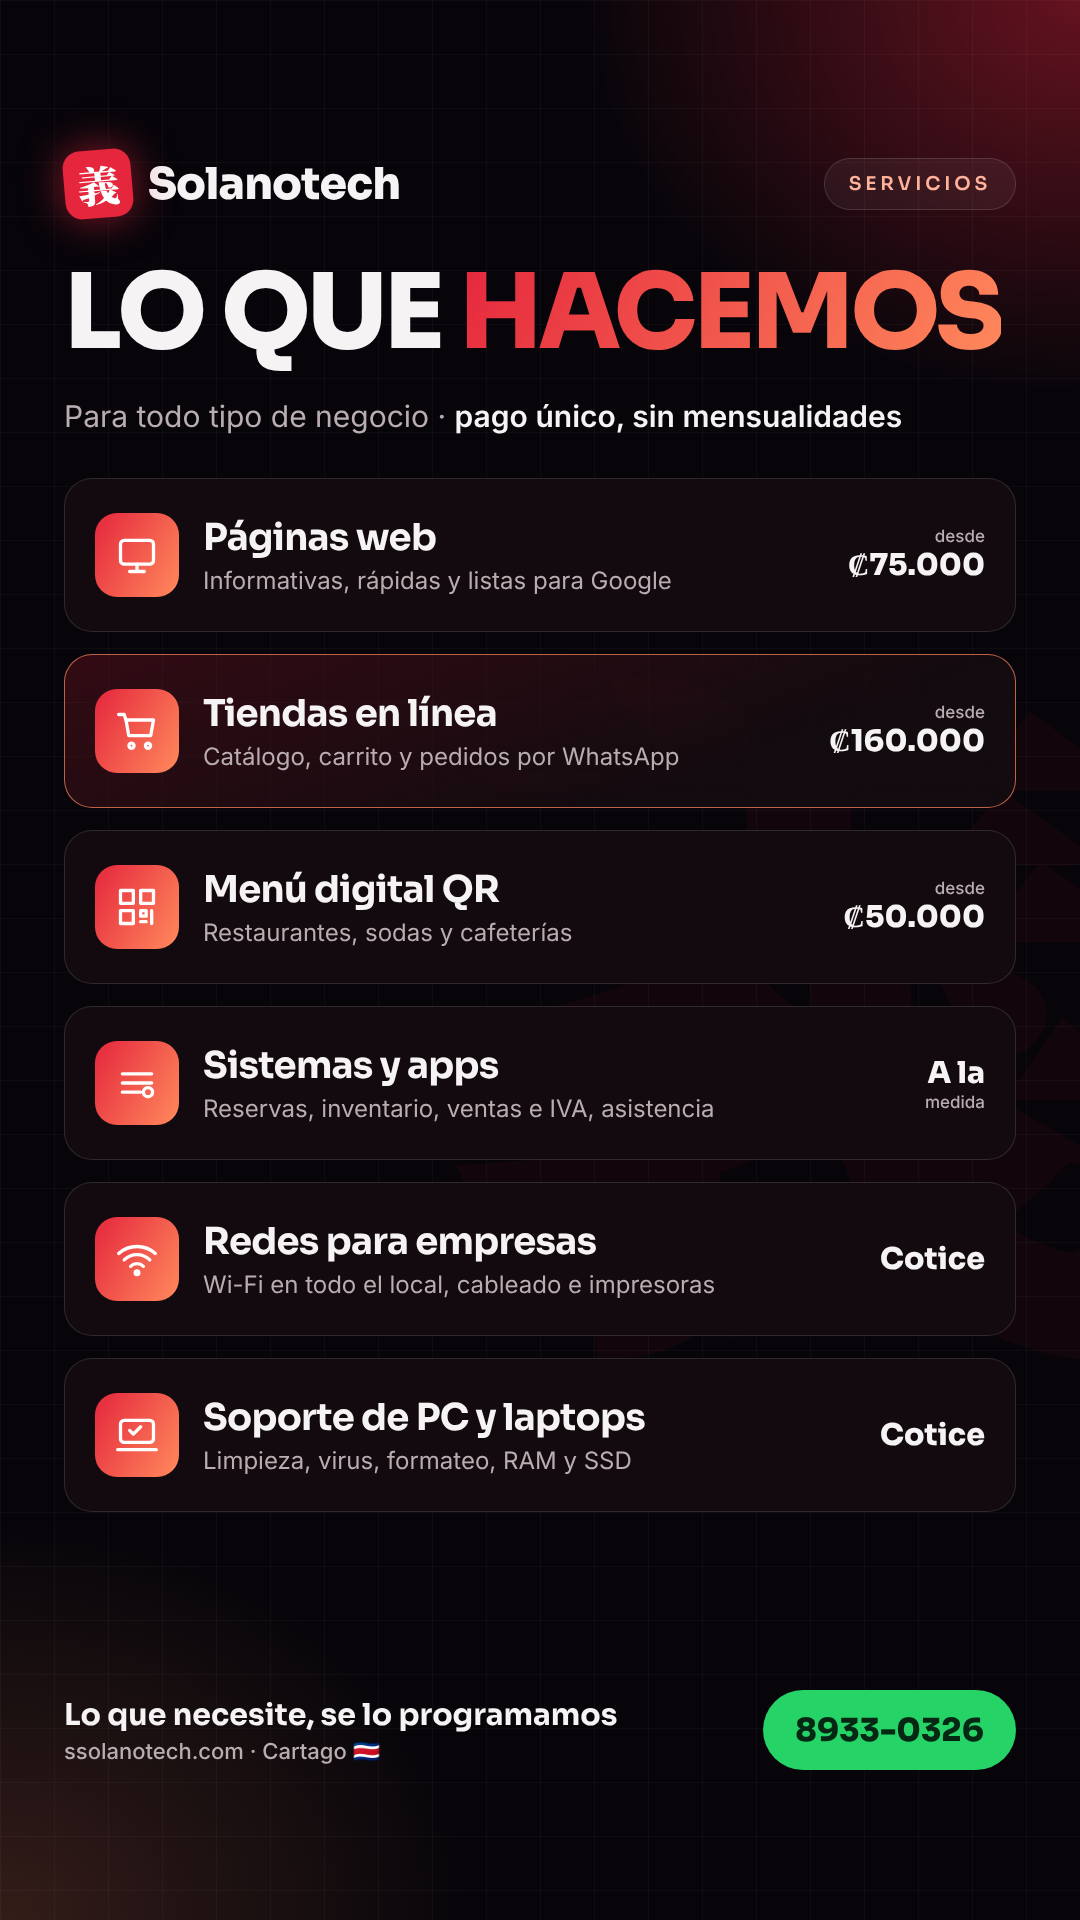 義 Solanotech
SERVICIOS
LO QUE HACEMOS
Para todo tipo de negocio · pago único, sin mensualidades
Páginas web
Informativas, rápidas y listas para Google
desde
₡75.000
Tiendas en línea
Catálogo, carrito y pedidos por WhatsApp
desde
₡160.000
Menú digital QR
Restaurantes, sodas y cafeterías
desde
₡50.000
Sistemas y apps
Reservas, inventario, ventas e IVA, asistencia
A la
medida
Redes para empresas
Wi-Fi en todo el local, cableado e impresoras
Cotice
Soporte de PC y laptops
Limpieza, virus, formateo, RAM y SSD
Cotice
Lo que necesite, se lo programamos
ssolanotech.com · Cartago 🇨🇷
8933-0326